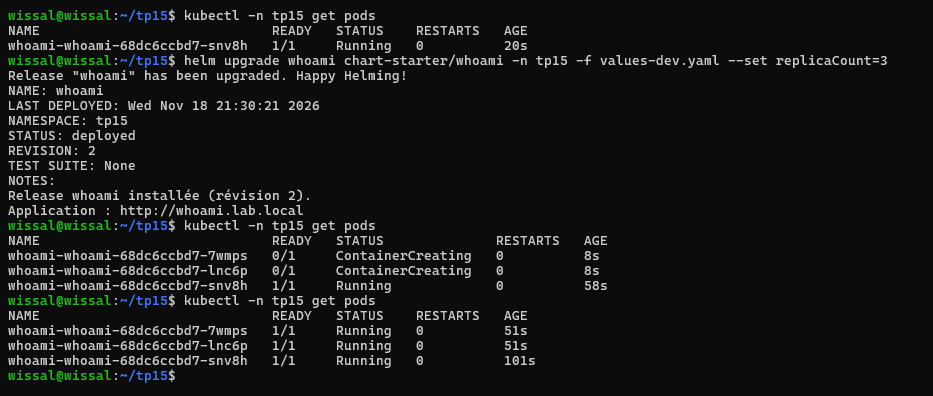 wissal@wissal:~/tp15$ kubectl -n tp15 get pods
NAME                             READY   STATUS    RESTARTS   AGE
whoami-whoami-68dc6ccbd7-snv8h   1/1     Running   0          20s
wissal@wissal:~/tp15$ helm upgrade whoami chart-starter/whoami -n tp15 -f values-dev.yaml --set replicaCount=3
Release "whoami" has been upgraded. Happy Helming!
NAME: whoami
LAST DEPLOYED: Wed Nov 18 21:30:21 2026
NAMESPACE: tp15
STATUS: deployed
REVISION: 2
TEST SUITE: None
NOTES:
Release whoami installée (révision 2).
Application : http://whoami.lab.local
wissal@wissal:~/tp15$ kubectl -n tp15 get pods
NAME                             READY   STATUS              RESTARTS   AGE
whoami-whoami-68dc6ccbd7-7wmps   0/1     ContainerCreating   0          8s
whoami-whoami-68dc6ccbd7-lnc6p   0/1     ContainerCreating   0          8s
whoami-whoami-68dc6ccbd7-snv8h   1/1     Running             0          58s
wissal@wissal:~/tp15$ kubectl -n tp15 get pods
NAME                             READY   STATUS    RESTARTS   AGE
whoami-whoami-68dc6ccbd7-7wmps   1/1     Running   0          51s
whoami-whoami-68dc6ccbd7-lnc6p   1/1     Running   0          51s
whoami-whoami-68dc6ccbd7-snv8h   1/1     Running   0          101s
wissal@wissal:~/tp15$